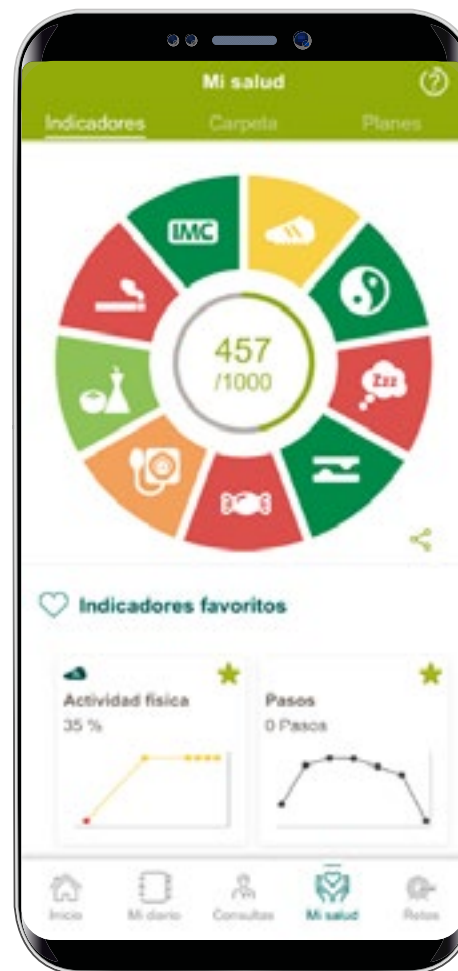 Mi salud
Indicadores Carpeta Planes
IMC
Zzz
457
/1000
Indicadores favoritos
Actividad física Pasos
35 % 0 Pasos
Inicio Mi diario Consultas Mi salud Retos